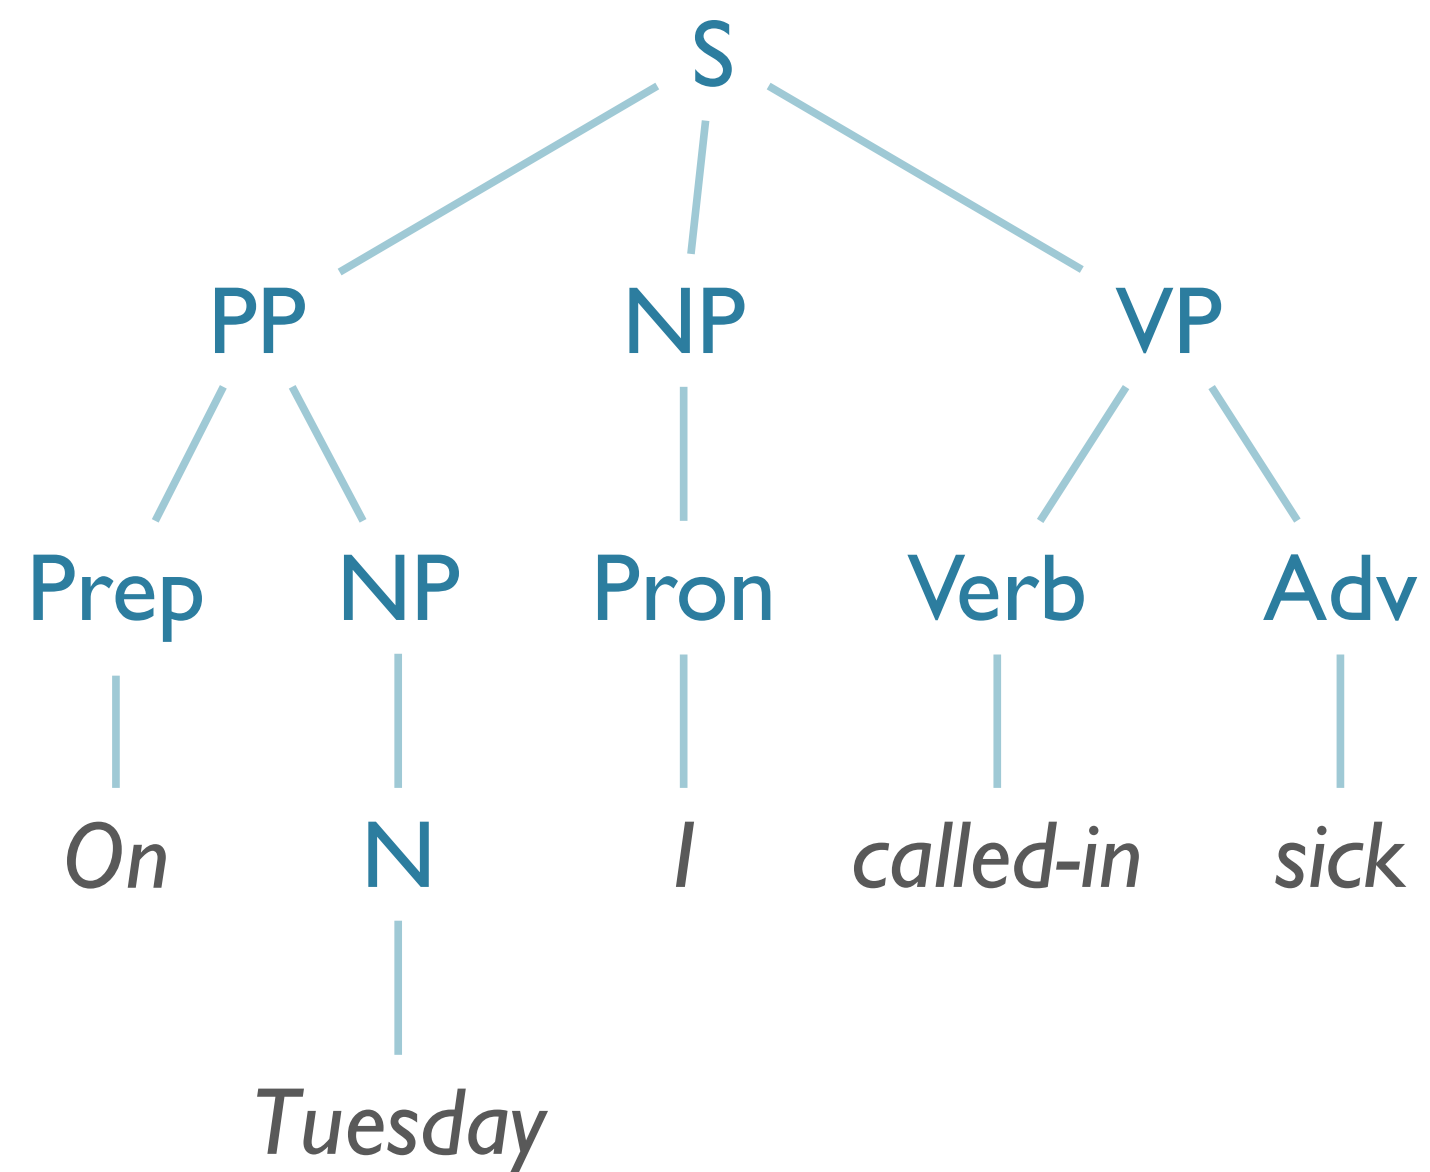 S
PP NP VP
Prep NP Pron Verb Adv
On N I called-in sick
Tuesday